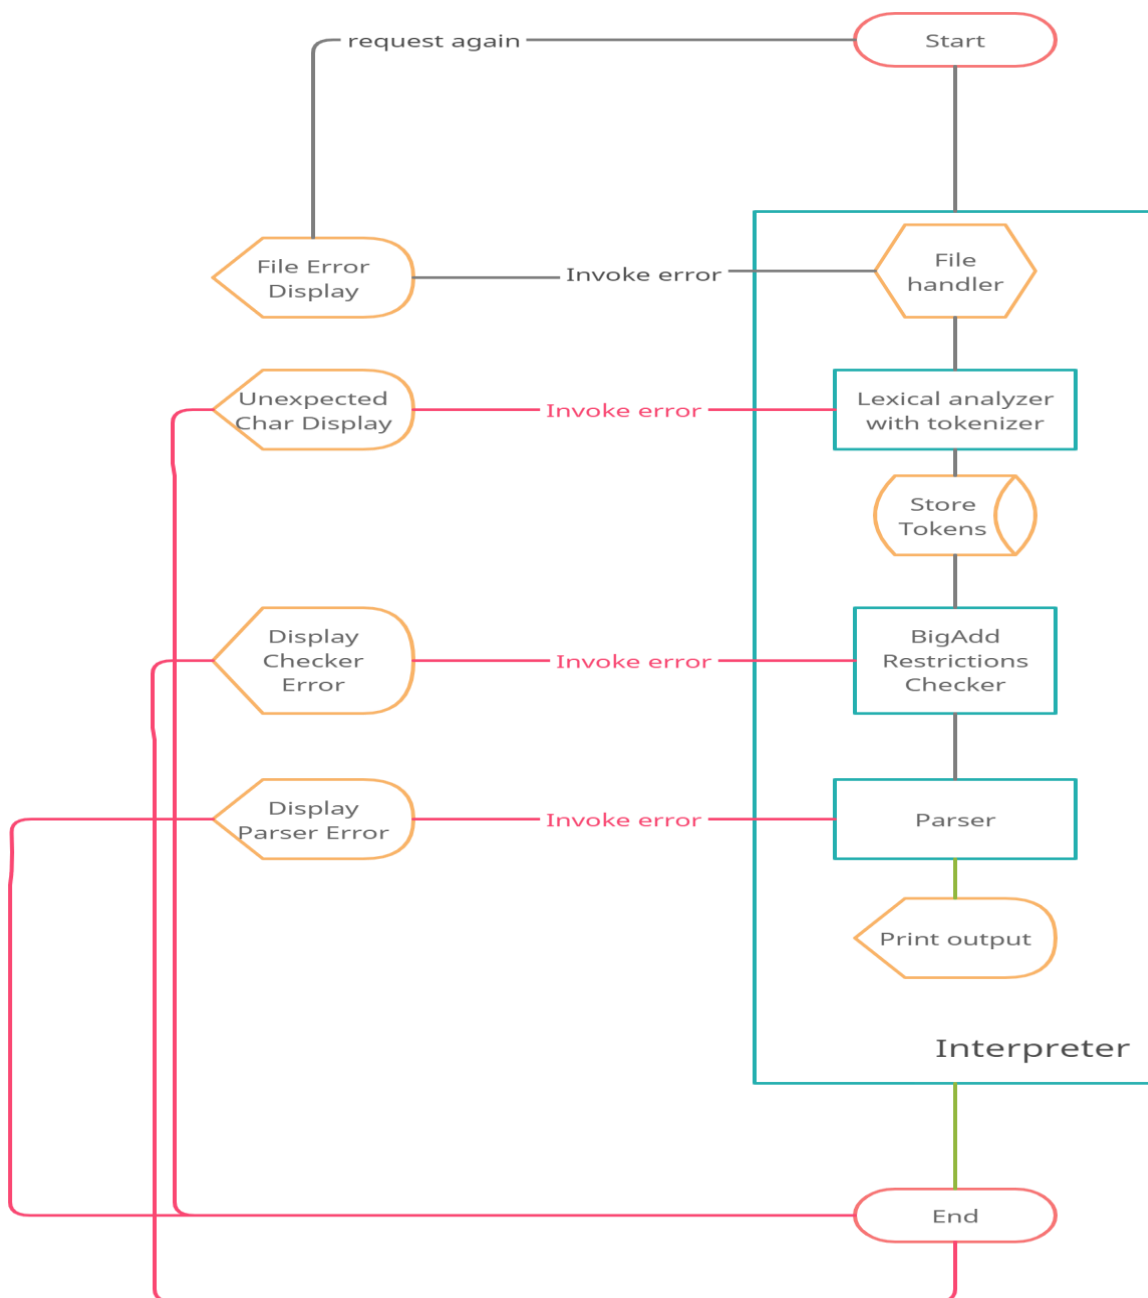 request again
Start
File Error
Display
Invoke error
File
handler
Unexpected
Char Display
Invoke error
Lexical analyzer
with tokenizer
Store
Tokens
Display
Checker
Error
Invoke error
BigAdd
Restrictions
Checker
Display
Parser Error
Invoke error
Parser
Print output
Interpreter
End